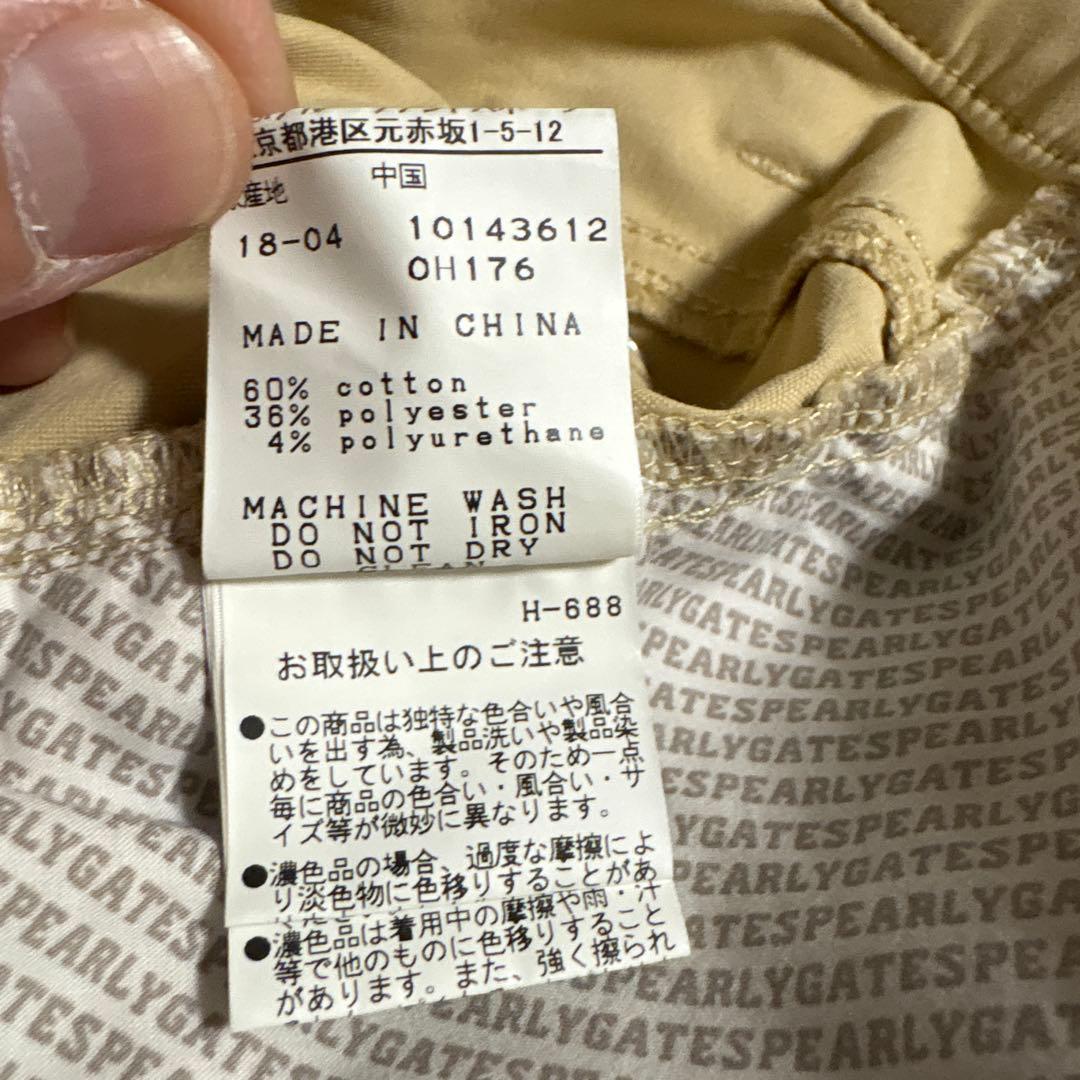 京都港区元赤坂1-5-12
産地
中国
18-04 10143612
OH176
MADE IN CHINA
60% cotton
36% polyester
4% polyurethane
MACHINE WASH
DO NOT IRON
DO NOT DRY
CLEAN
H-688
お取扱い上のご注意
●この商品は独特な色合いや風合
いを出す為、製品洗いや製品染
めをしています。そのため一点
毎に商品の色合い・風合い・サ
イズ等が微妙に異なります。
●濃色品の場合、過度な摩擦によ
り淡色物に色移りすることがあ
●濃色品は着用中の摩擦や雨・汗
等で他のものに色移りすること
があります。また、強く擦られ
PEARLYGATES